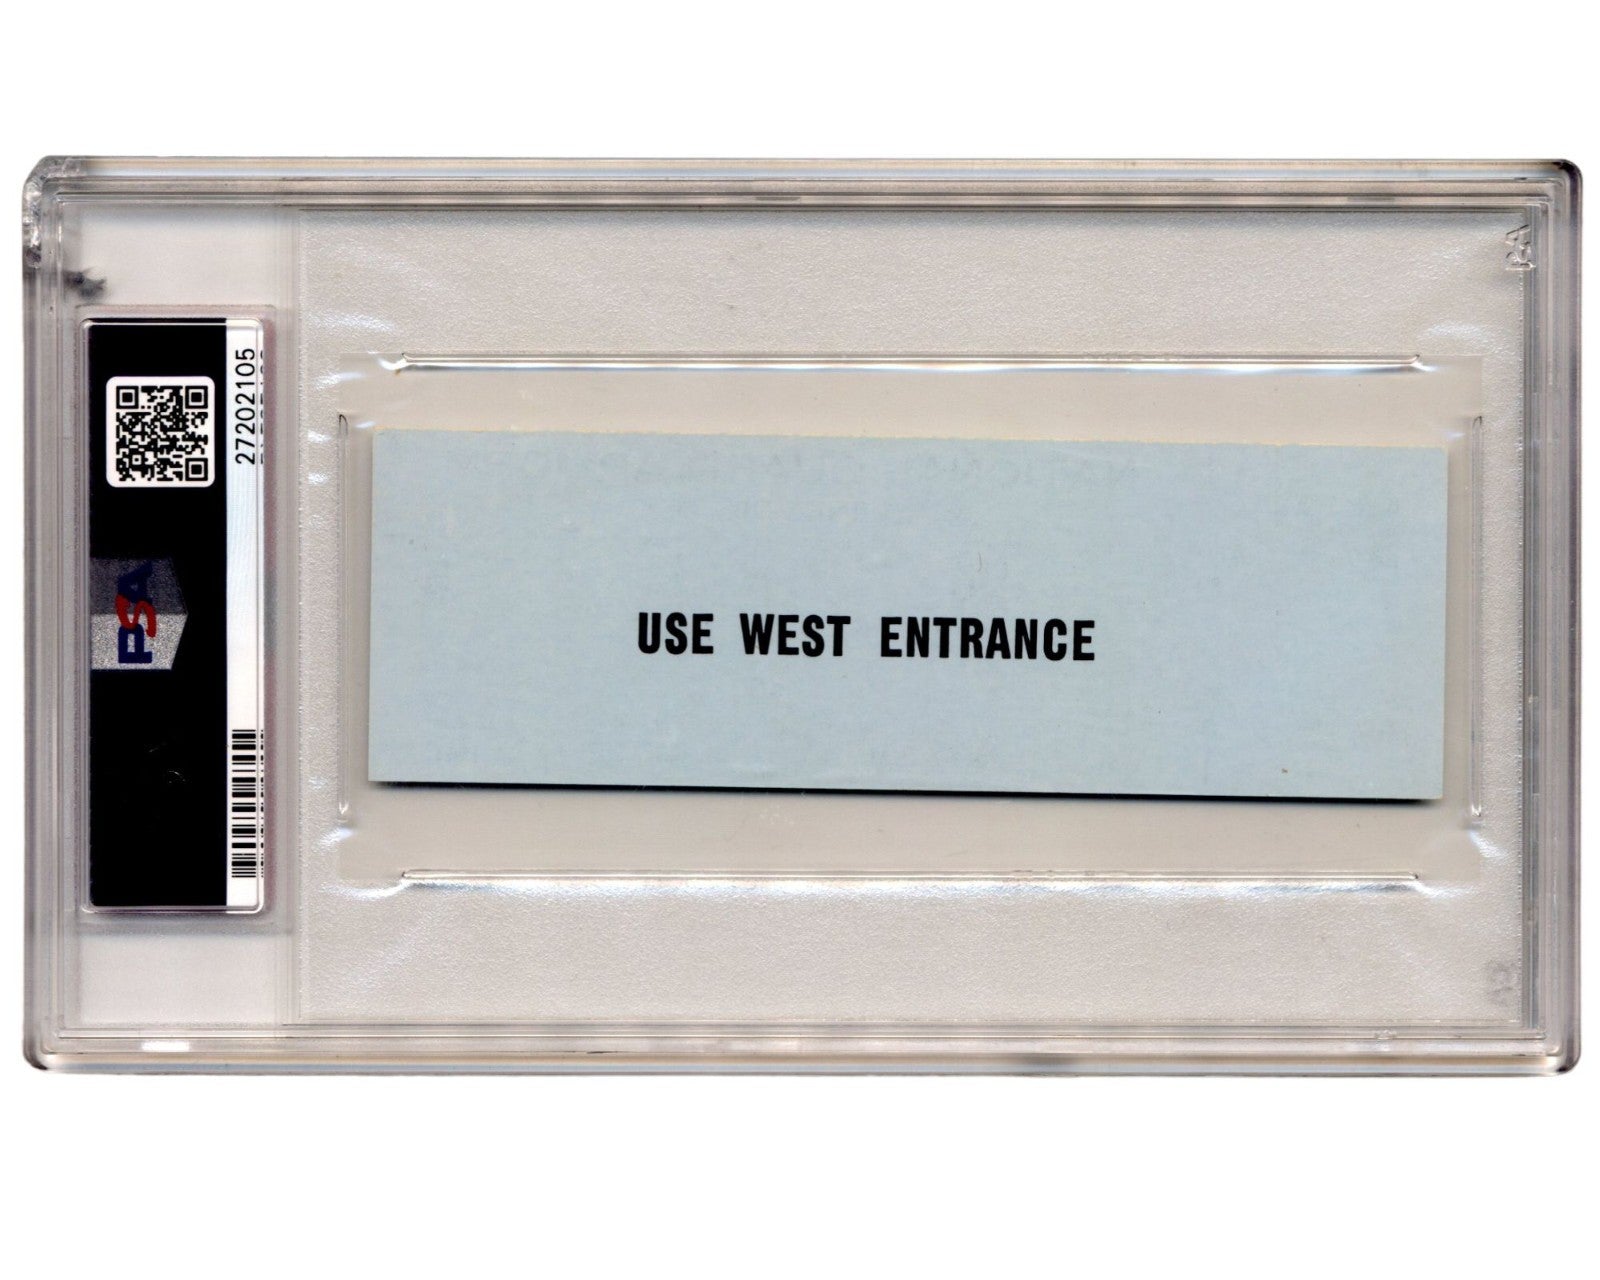 27202105
PSA
USE WEST ENTRANCE